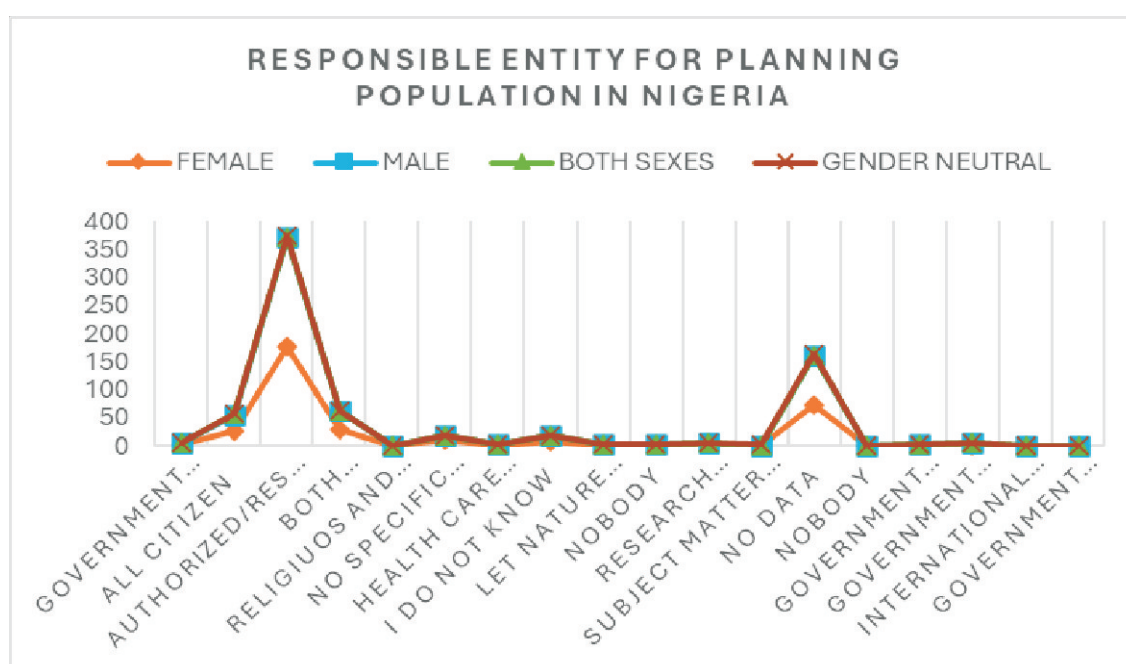 RESPONSIBLE ENTITY FOR PLANNING
POPULATION IN NIGERIA
FEMALE
MALE
BOTH SEXES
GENDER NEUTRAL
400
350
300
250
200
150
100
50
0
GOVERNMENT...
ALL CITIZEN
AUTHORIZED/RES...
BOTH...
RELIGIUOS AND...
NO SPECIFIC...
HEALTH CARE...
I DO NOT KNOW
LET NATURE...
NOBODY
RESEARCH...
SUBJECT MATTER...
NO DATA
NOBODY
GOVERNMENT...
GOVERNMENT...
INTERNATIONAL...
GOVERNMENT...